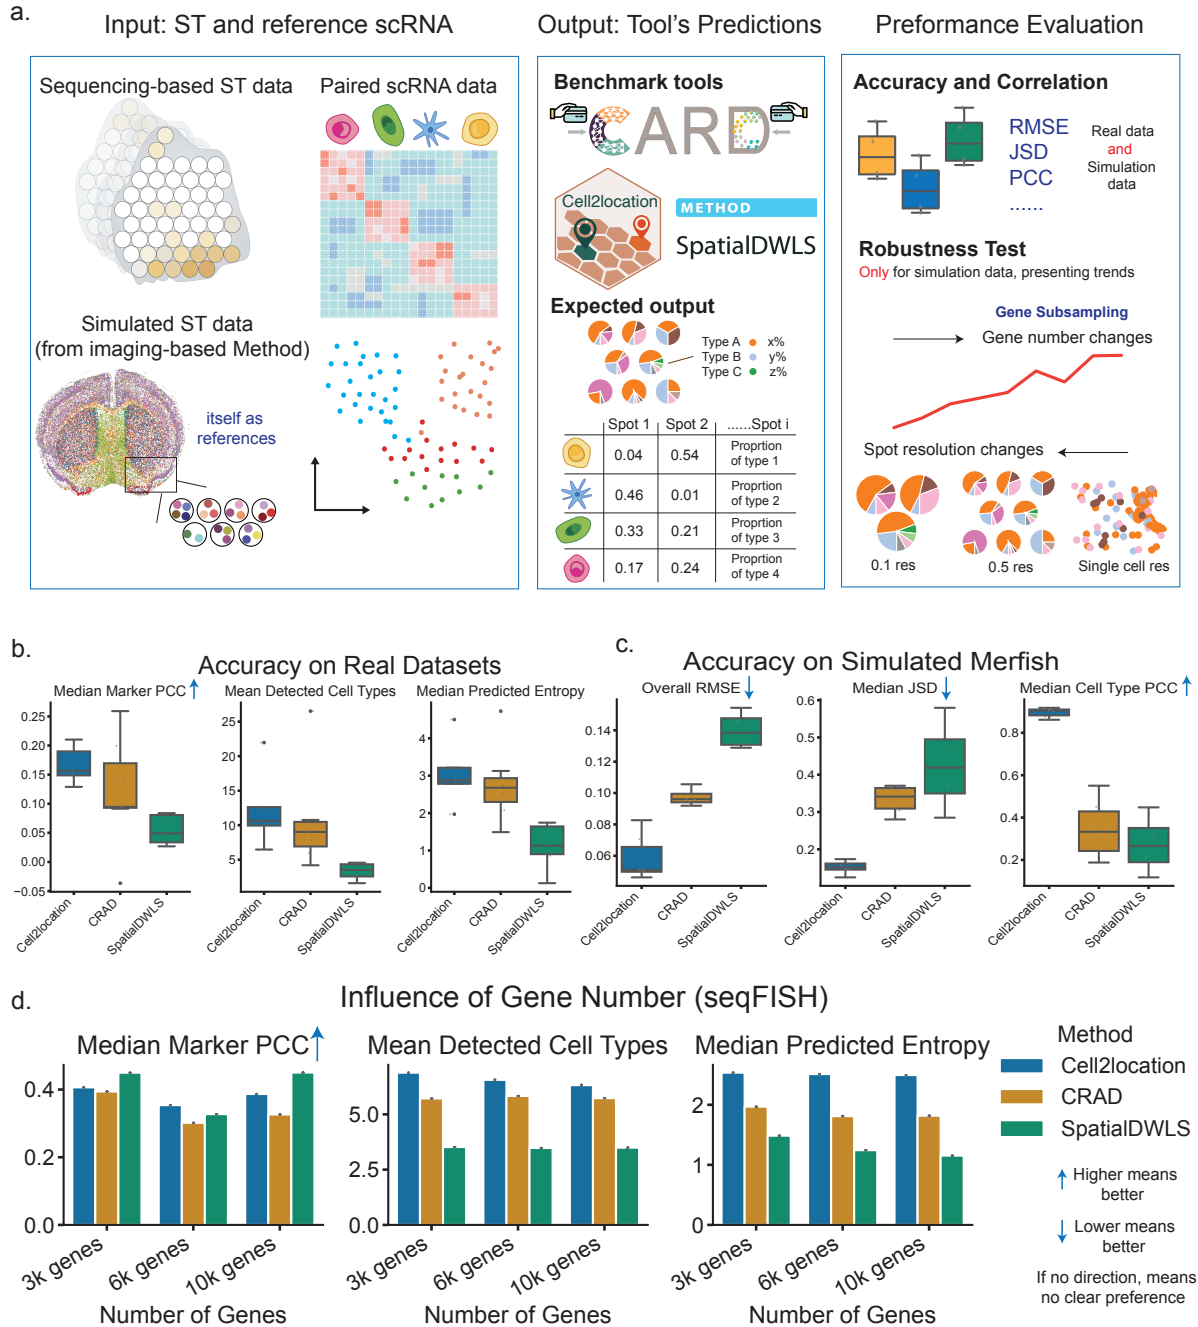 a.
Input: ST and reference scRNA
Output: Tool's Predictions
Preformance Evaluation
Sequencing-based ST data
Paired scRNA data
Simulated ST data
(from imaging-based Method)
itself as
references
Benchmark tools
CARD
Cell2location
METHOD
SpatialDWLS
Expected output
Type A x%
Type B y%
Type C z%
Spot 1 Spot 2 ......Spot i
0.04 0.54 Proprtion
of type 1
0.46 0.01 Proprtion
of type 2
0.33 0.21 Proprtion
of type 3
0.17 0.24 Proprtion
of type 4
Accuracy and Correlation
RMSE
JSD
PCC
......
Real data
and
Simulation
data
Robustness Test
Only for simulation data, presenting trends
Gene Subsampling
Gene number changes
Spot resolution changes
0.1 res
0.5 res
Single cell res
b.
Accuracy on Real Datasets
Median Marker PCC
0.25
0.20
0.15
0.10
0.05
0.00
−0.05
Cell2location
CRAD
SpatialDWLS
Mean Detected Cell Types
25
20
15
10
5
Cell2location
CRAD
SpatialDWLS
Median Predicted Entropy
4
3
2
1
0
Cell2location
CRAD
SpatialDWLS
c.
Accuracy on Simulated Merfish
Overall RMSE
0.14
0.12
0.10
0.08
0.06
Cell2location
CRAD
SpatialDWLS
Median JSD
0.6
0.5
0.4
0.3
0.2
Cell2location
CRAD
SpatialDWLS
Median Cell Type PCC
0.8
0.6
0.4
0.2
Cell2location
CRAD
SpatialDWLS
d.
Influence of Gene Number (seqFISH)
Median Marker PCC
0.4
0.2
0.0
3k genes
6k genes
10k genes
Number of Genes
Mean Detected Cell Types
5.0
2.5
0.0
3k genes
6k genes
10k genes
Number of Genes
Median Predicted Entropy
2
1
0
3k genes
6k genes
10k genes
Number of Genes
Method
Cell2location
CRAD
SpatialDWLS
Higher means
better
Lower means
better
If no direction, means
no clear preference